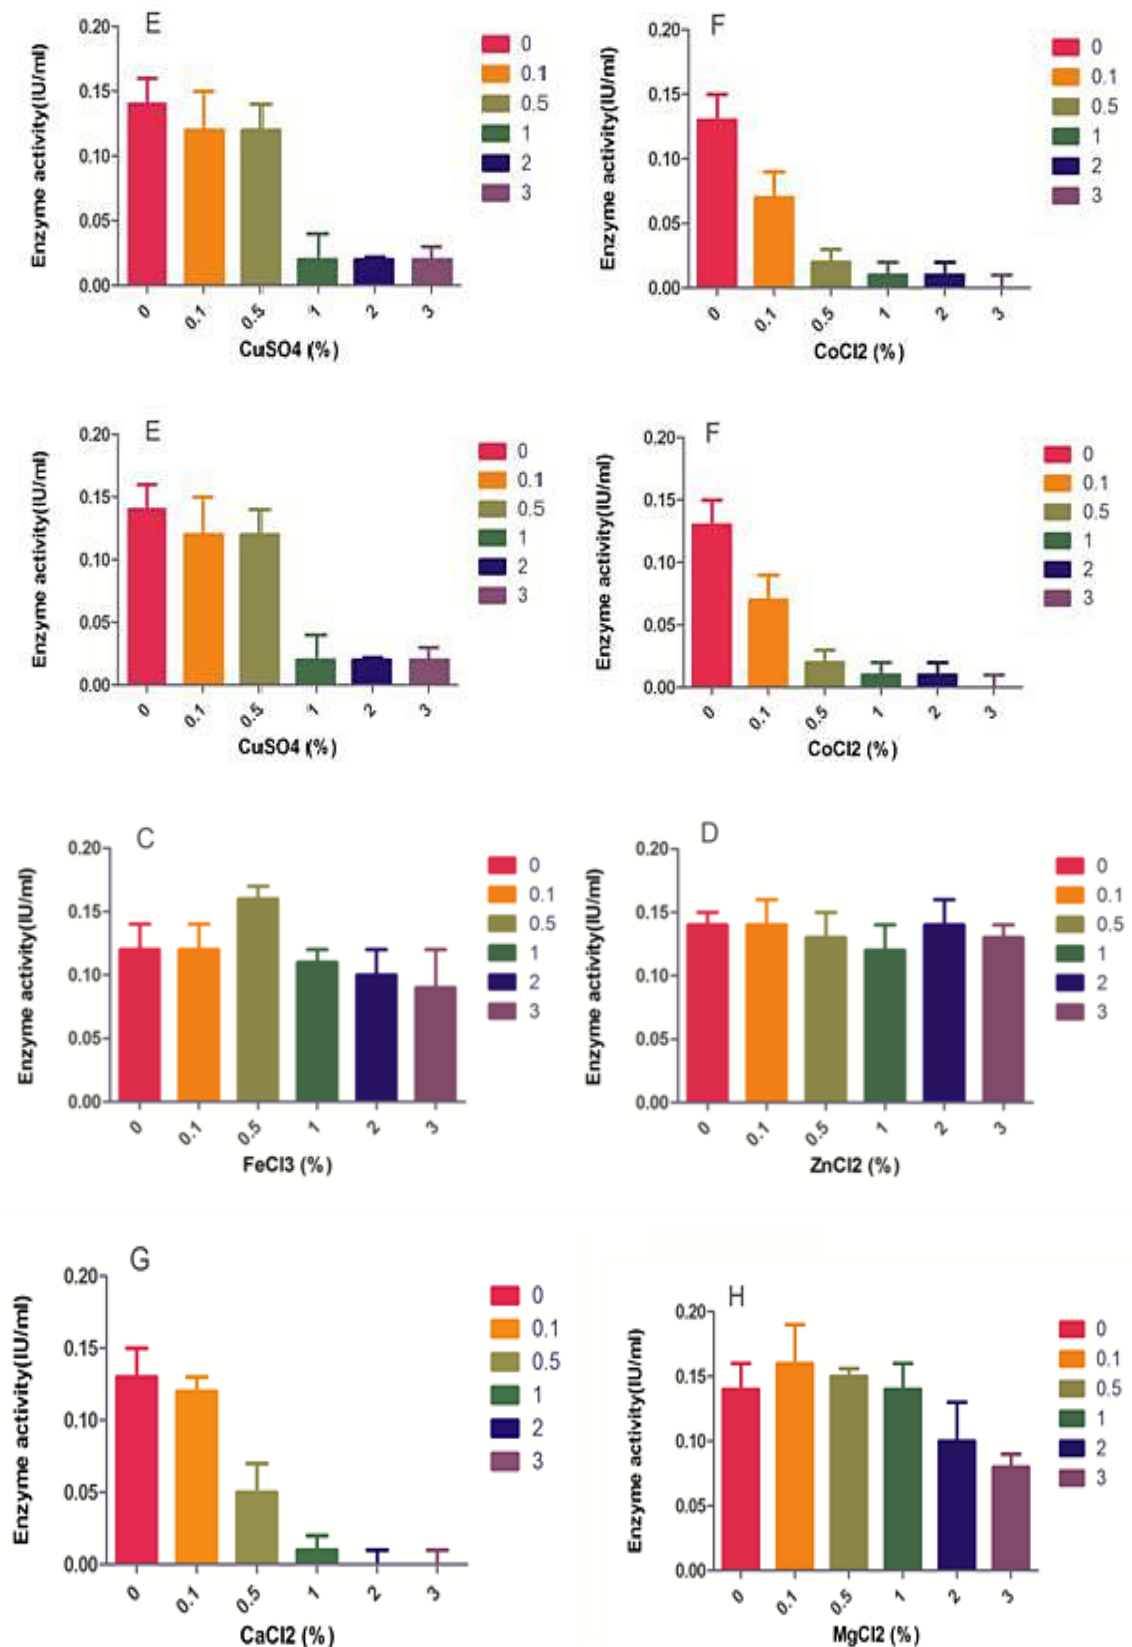 E
Enzyme activity(IU/ml)
0.20
0.15
0.10
0.05
0.00
0 0.1 0.5 1 2 3
CuSO4 (%)
0
0.1
0.5
1
2
3
F
Enzyme activity(IU/ml)
0.20
0.15
0.10
0.05
0.00
0 0.1 0.5 1 2 3
CoCl2 (%)
0
0.1
0.5
1
2
3
E
Enzyme activity(IU/ml)
0.20
0.15
0.10
0.05
0.00
0 0.1 0.5 1 2 3
CuSO4 (%)
0
0.1
0.5
1
2
3
F
Enzyme activity(IU/ml)
0.20
0.15
0.10
0.05
0.00
0 0.1 0.5 1 2 3
CoCl2 (%)
0
0.1
0.5
1
2
3
C
Enzyme activity(IU/ml)
0.20
0.15
0.10
0.05
0.00
0 0.1 0.5 1 2 3
FeCl3 (%)
0
0.1
0.5
1
2
3
D
Enzyme activity(IU/ml)
0.20
0.15
0.10
0.05
0.00
0 0.1 0.5 1 2 3
ZnCl2 (%)
0
0.1
0.5
1
2
3
G
Enzyme activity(IU/ml)
0.20
0.15
0.10
0.05
0.00
0 0.1 0.5 1 2 3
CaCl2 (%)
0
0.1
0.5
1
2
3
H
Enzyme activity(IU/ml)
0.20
0.15
0.10
0.05
0.00
0 0.1 0.5 1 2 3
MgCl2 (%)
0
0.1
0.5
1
2
3